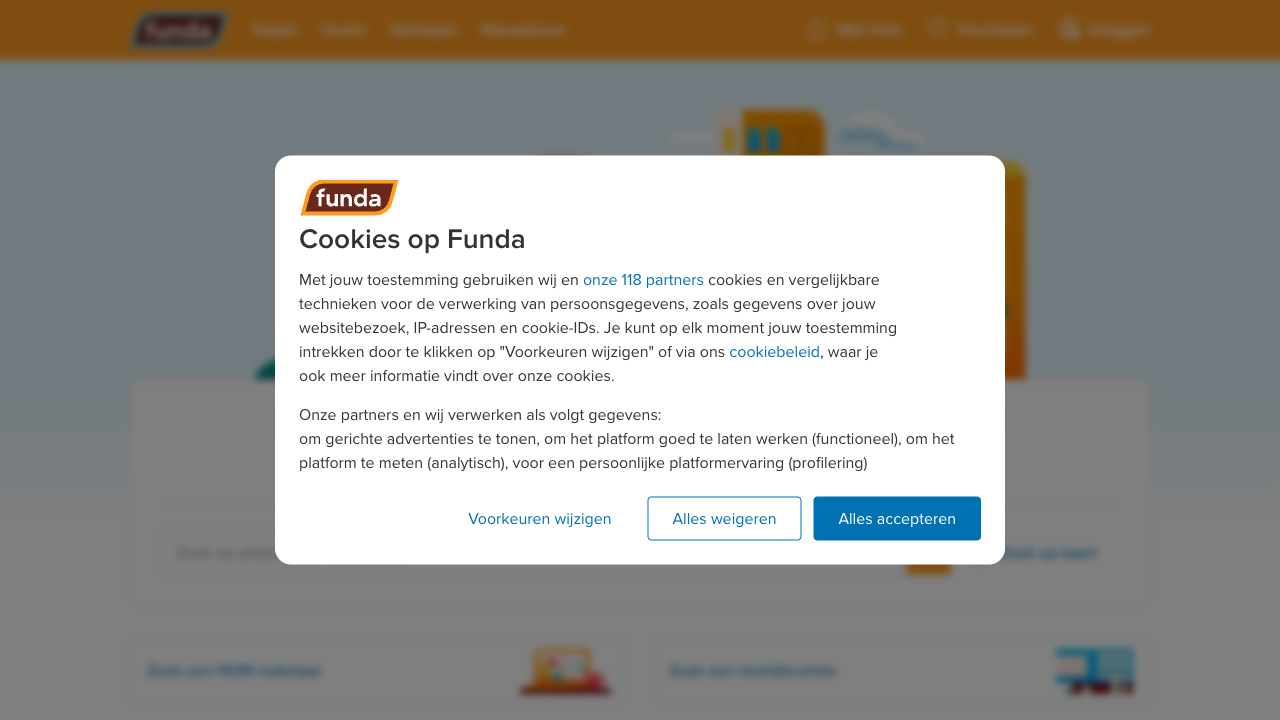 funda
funda
Cookies op Funda
Met jouw toestemming gebruiken wij en onze 118 partners cookies en vergelijkbare
technieken voor de verwerking van persoonsgegevens, zoals gegevens over jouw
websitebezoek, IP-adressen en cookie-IDs. Je kunt op elk moment jouw toestemming
intrekken door te klikken op "Voorkeuren wijzigen" of via ons cookiebeleid, waar je
ook meer informatie vindt over onze cookies.
Onze partners en wij verwerken als volgt gegevens:
om gerichte advertenties te tonen, om het platform goed te laten werken (functioneel), om het
platform te meten (analytisch), voor een persoonlijke platformervaring (profilering)
Voorkeuren wijzigen
Alles weigeren
Alles accepteren
Zoek een NVM-makelaar